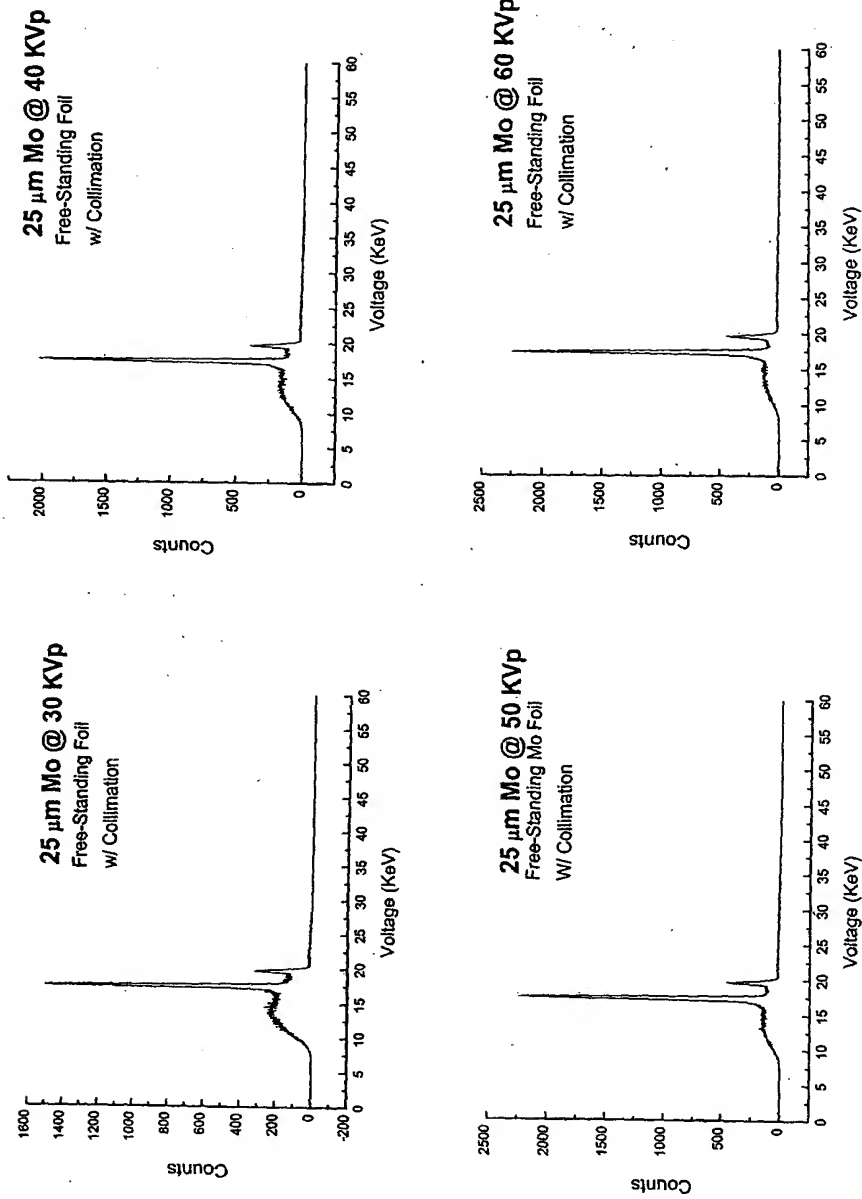 25 µm Mo @ 30 KVp
Free-Standing Foil
w/ Collimation
1600
1400
1200
1000
800
600
400
200
0
-200
Counts
0 5 10 15 20 25 30 35 40 45 50 55 60
Voltage (KeV)
25 µm Mo @ 40 KVp
Free-Standing Foil
w/ Collimation
2000
1500
1000
500
0
Counts
0 5 10 15 20 25 30 35 40 45 50 55 60
Voltage (KeV)
25 µm Mo @ 50 KVp
Free-Standing Mo Foil
W/ Collimation
2500
2000
1500
1000
500
0
Counts
0 5 10 15 20 25 30 35 40 45 50 55 60
Voltage (KeV)
25 µm Mo @ 60 KVp
Free-Standing Foil
w/ Collimation
2500
2000
1500
1000
500
0
Counts
0 5 10 15 20 25 30 35 40 45 50 55 60
Voltage (KeV)